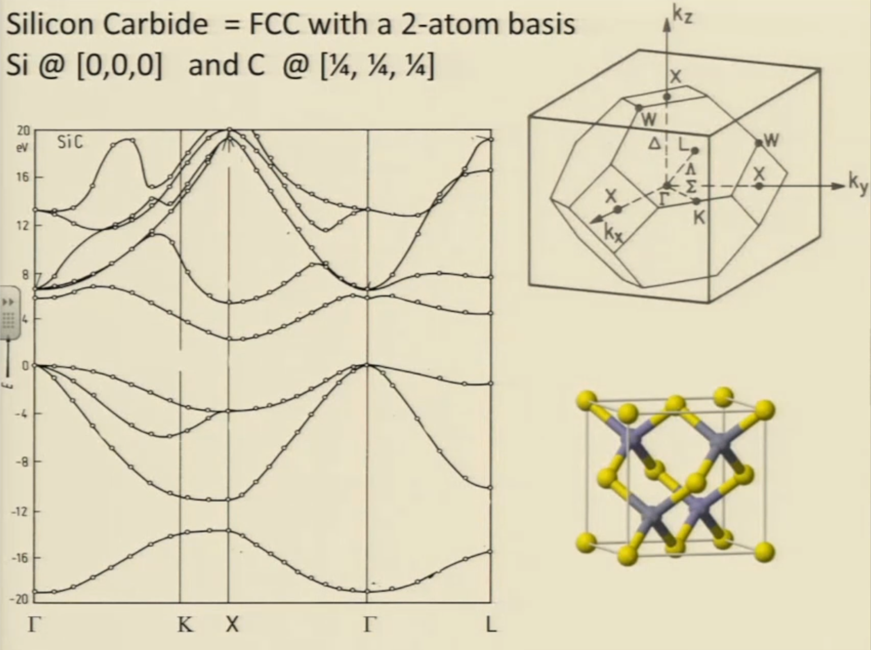 Silicon Carbide = FCC with a 2-atom basis
Si @ [0,0,0] and C @ [¼, ¼, ¼]
20
eV
SiC
16
12
8
4
0
-4
-8
-12
-16
-20
E
Γ K X Γ L
kz
X
W
W
Δ
L
Λ
Σ
Γ
X
X
K
ky
kx